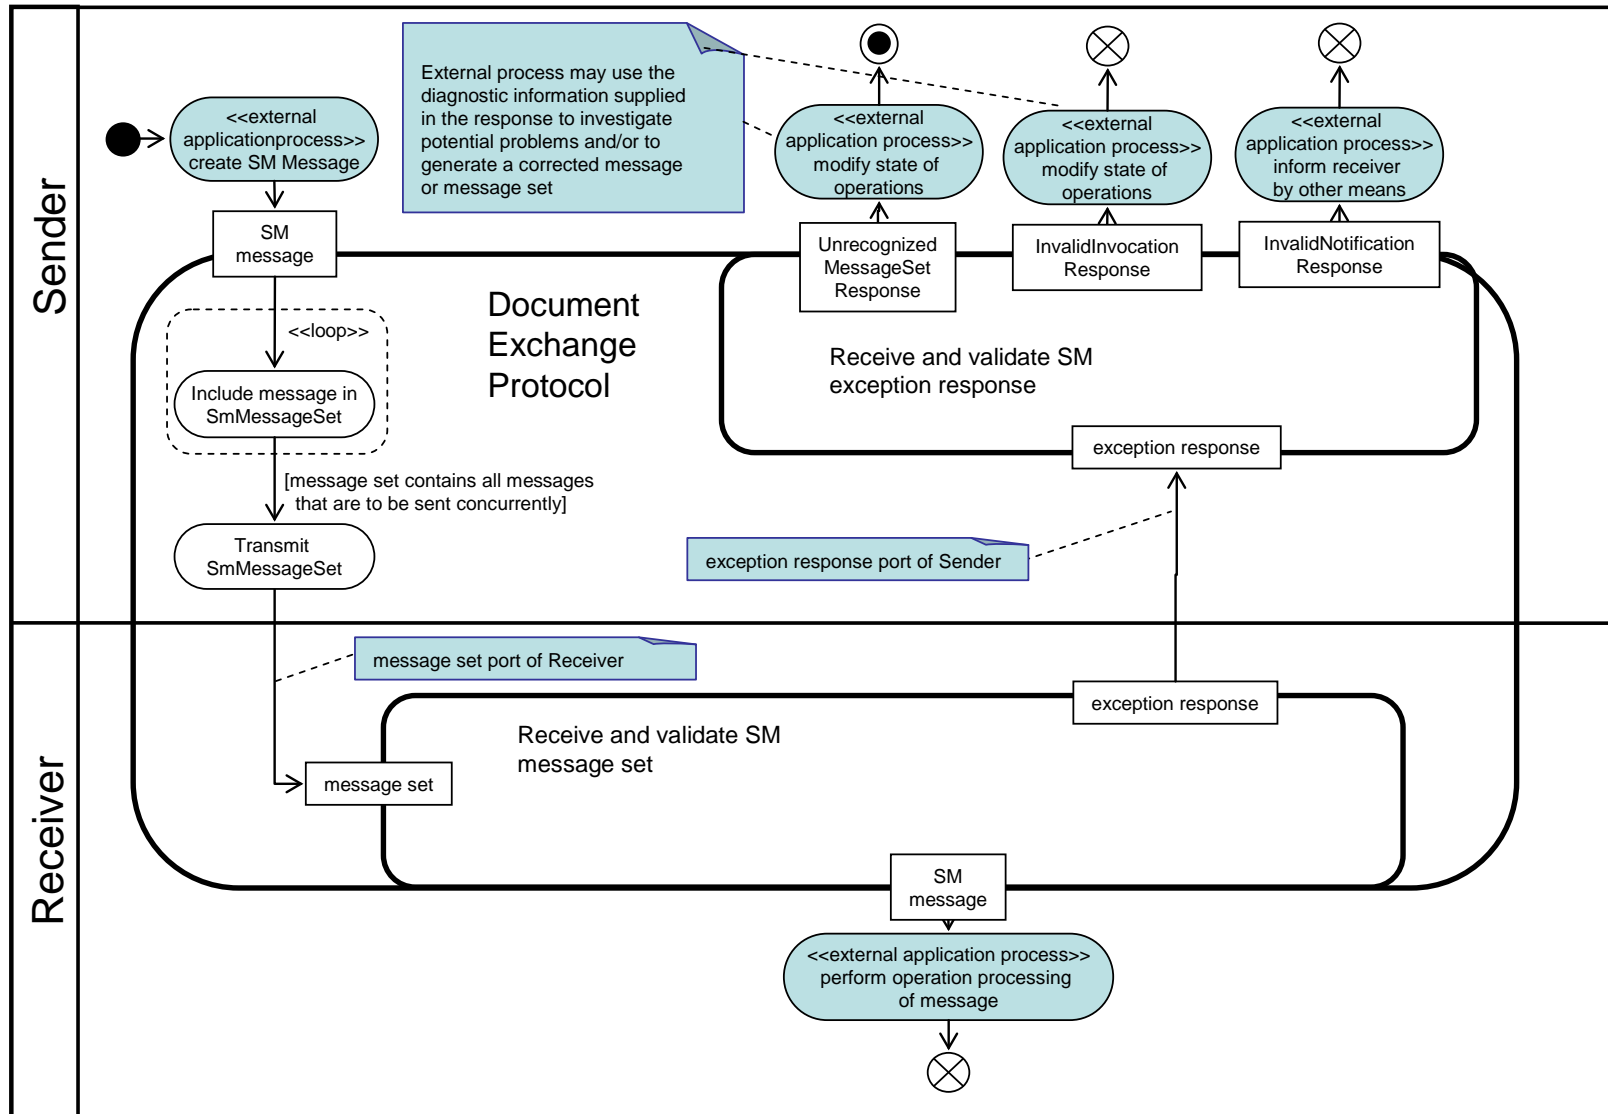 Sender
<<external
applicationprocess>>
create SM Message
External process may use the
diagnostic information supplied
in the response to investigate
potential problems and/or to
generate a corrected message
or message set
<<external
application process>>
modify state of
operations
<<external
application process>>
modify state of
operations
<<external
application process>>
inform receiver
by other means
SM
message
Unrecognized
MessageSet
Response
InvalidInvocation
Response
InvalidNotification
Response
<<loop>>
Include message in
SmMessageSet
Document
Exchange
Protocol
Receive and validate SM
exception response
exception response
[message set contains all messages
that are to be sent concurrently]
Transmit
SmMessageSet
exception response port of Sender
Receiver
message set port of Receiver
exception response
Receive and validate SM
message set
message set
SM
message
<<external application process>>
perform operation processing
of message